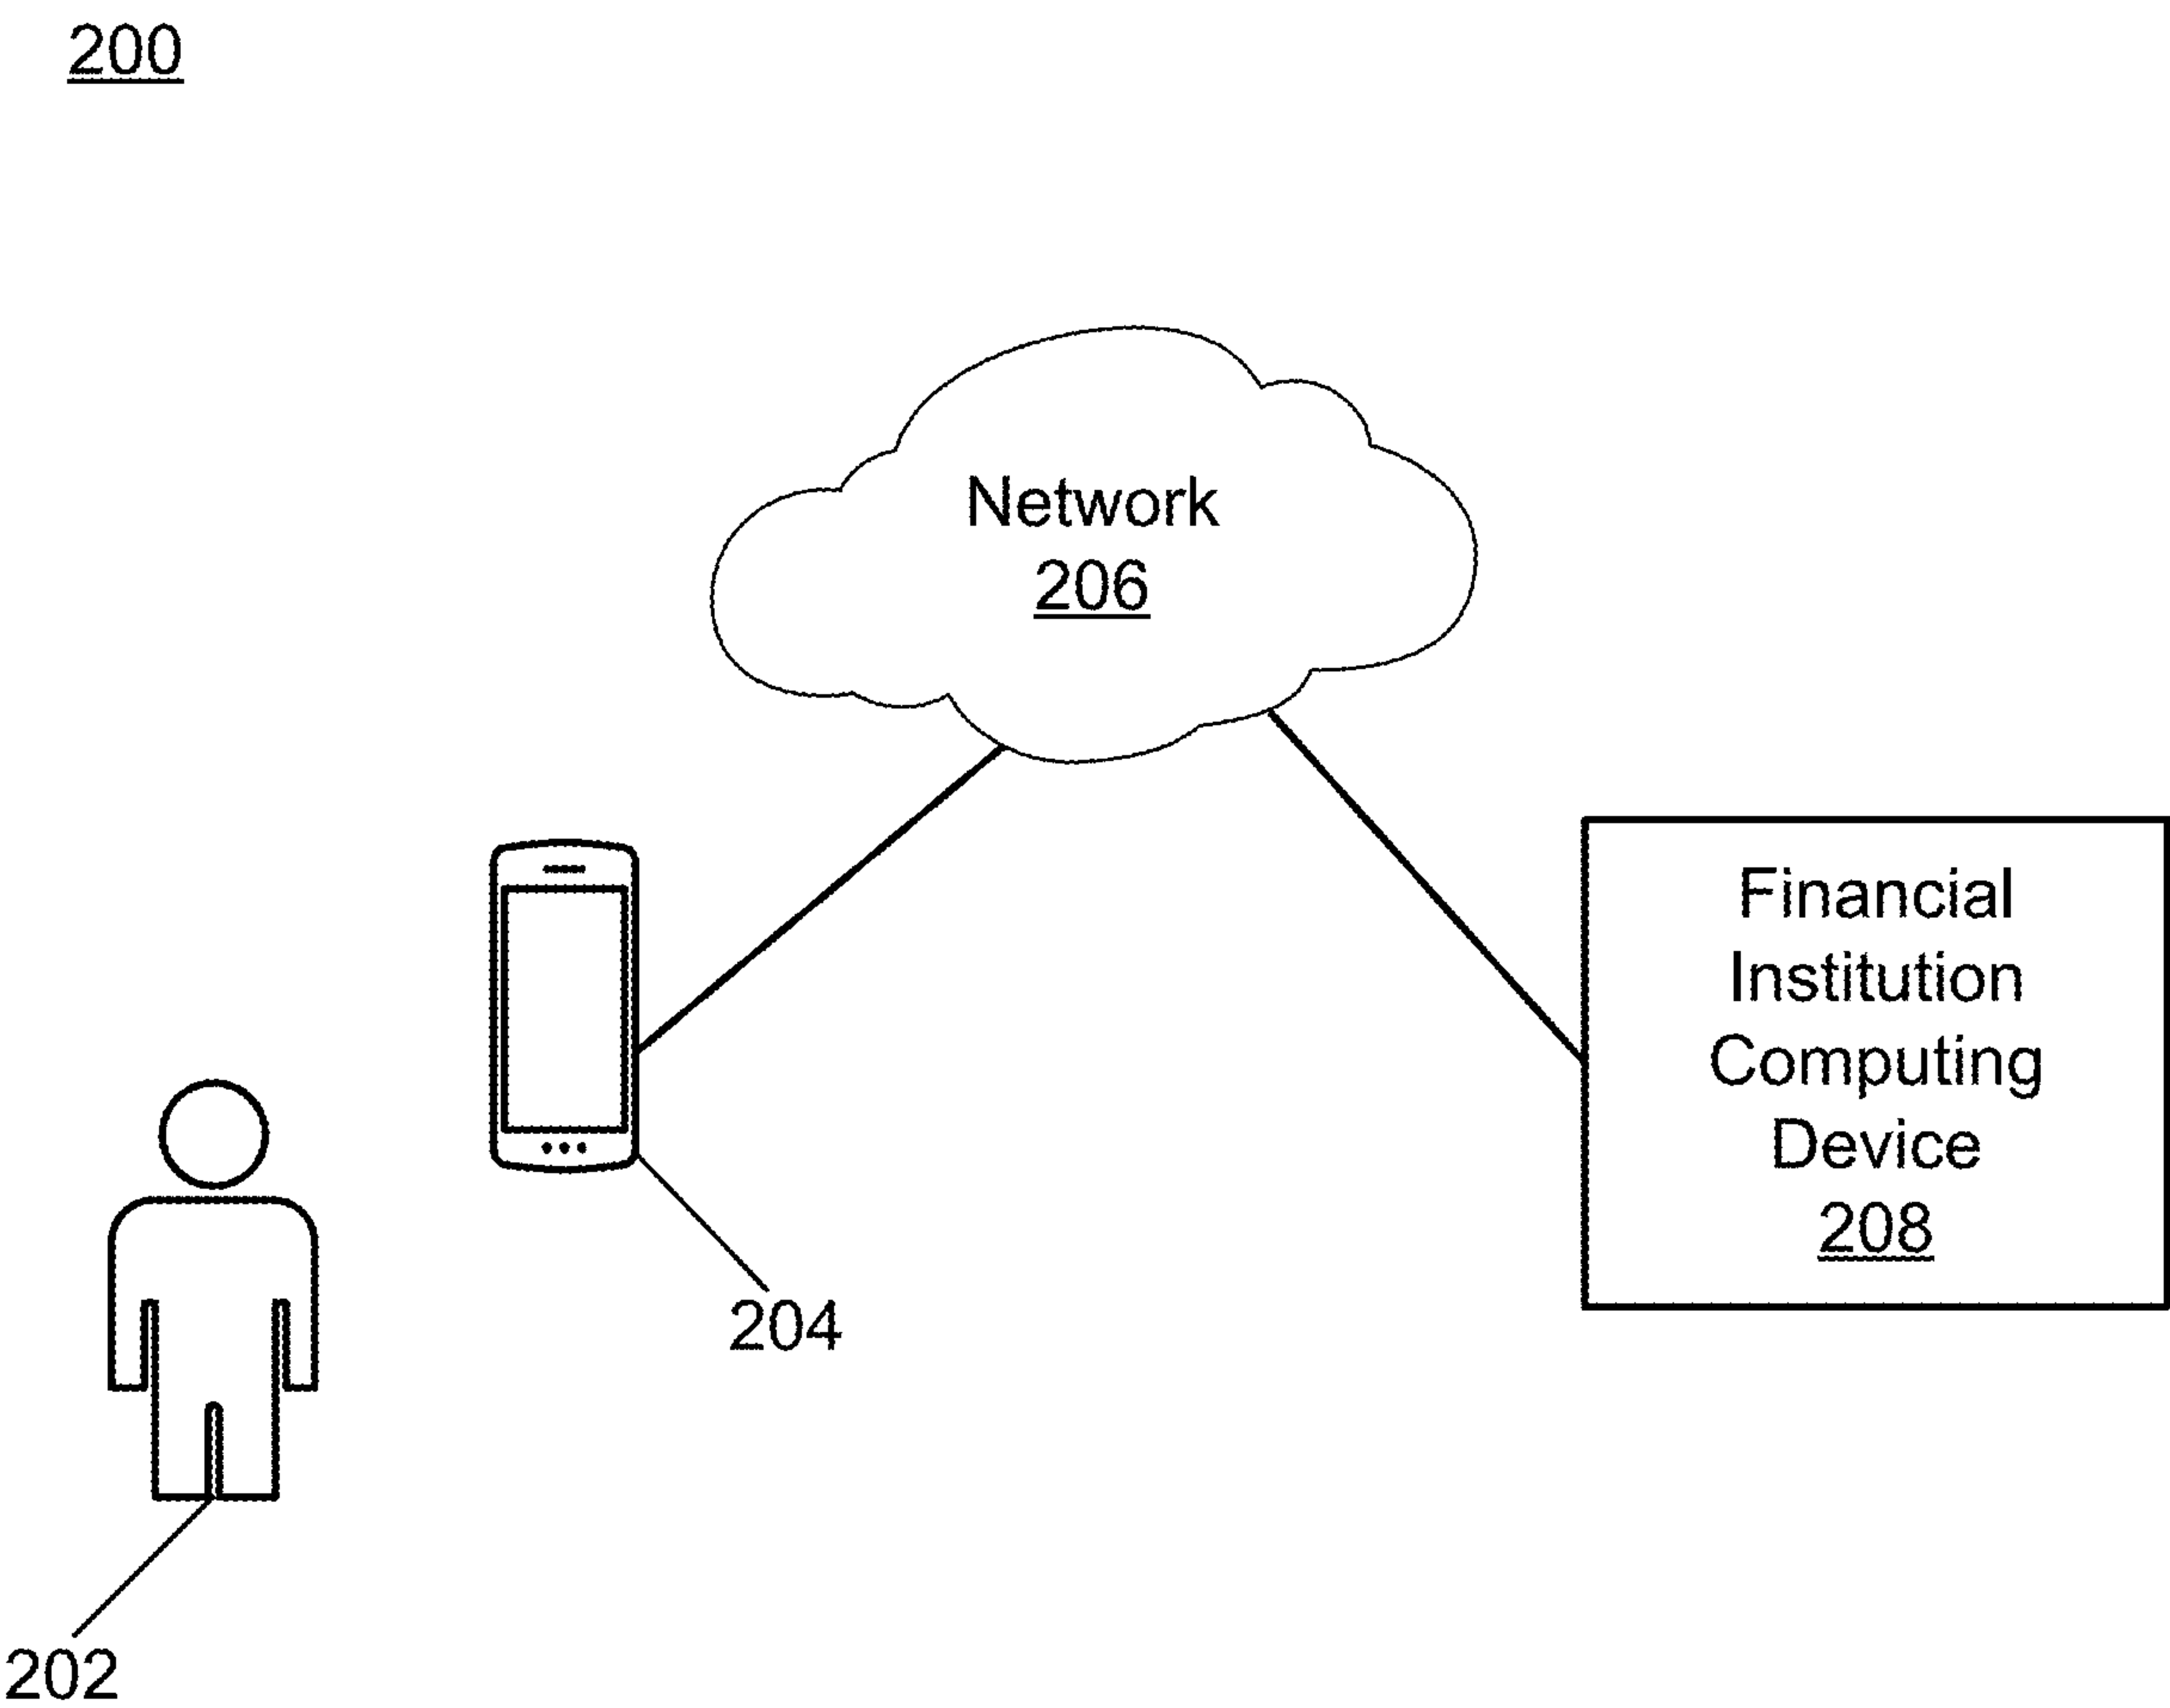 200
Network
206
Financial
Institution
Computing
Device
208
204
202